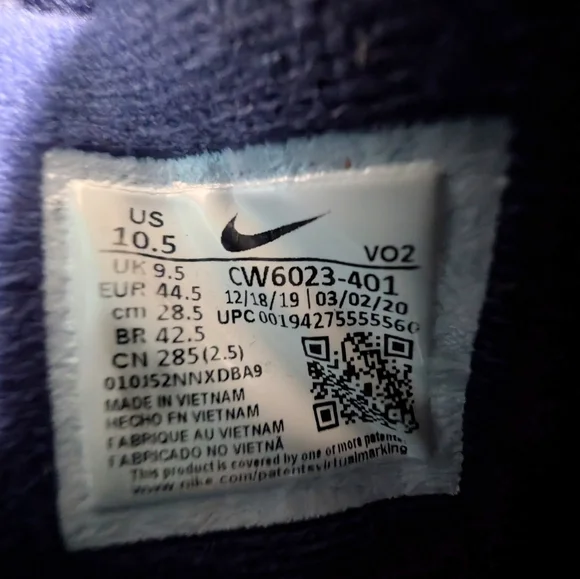 US
10.5
VO2
UK 9.5
EUR 44.5
cm 28.5
BR 42.5
CN 285(2.5)
CW6023-401
12/18/19 | 03/02/20
UPC
010152NNXDBA9
MADE IN VIETNAM
HECHO EN VIETNAM
FABRIQUE AU VIETNAM
FABRICADO NO VIETNÃ
This product is covered by one or more patents.
www.nike.com/patentsvirtualmarking